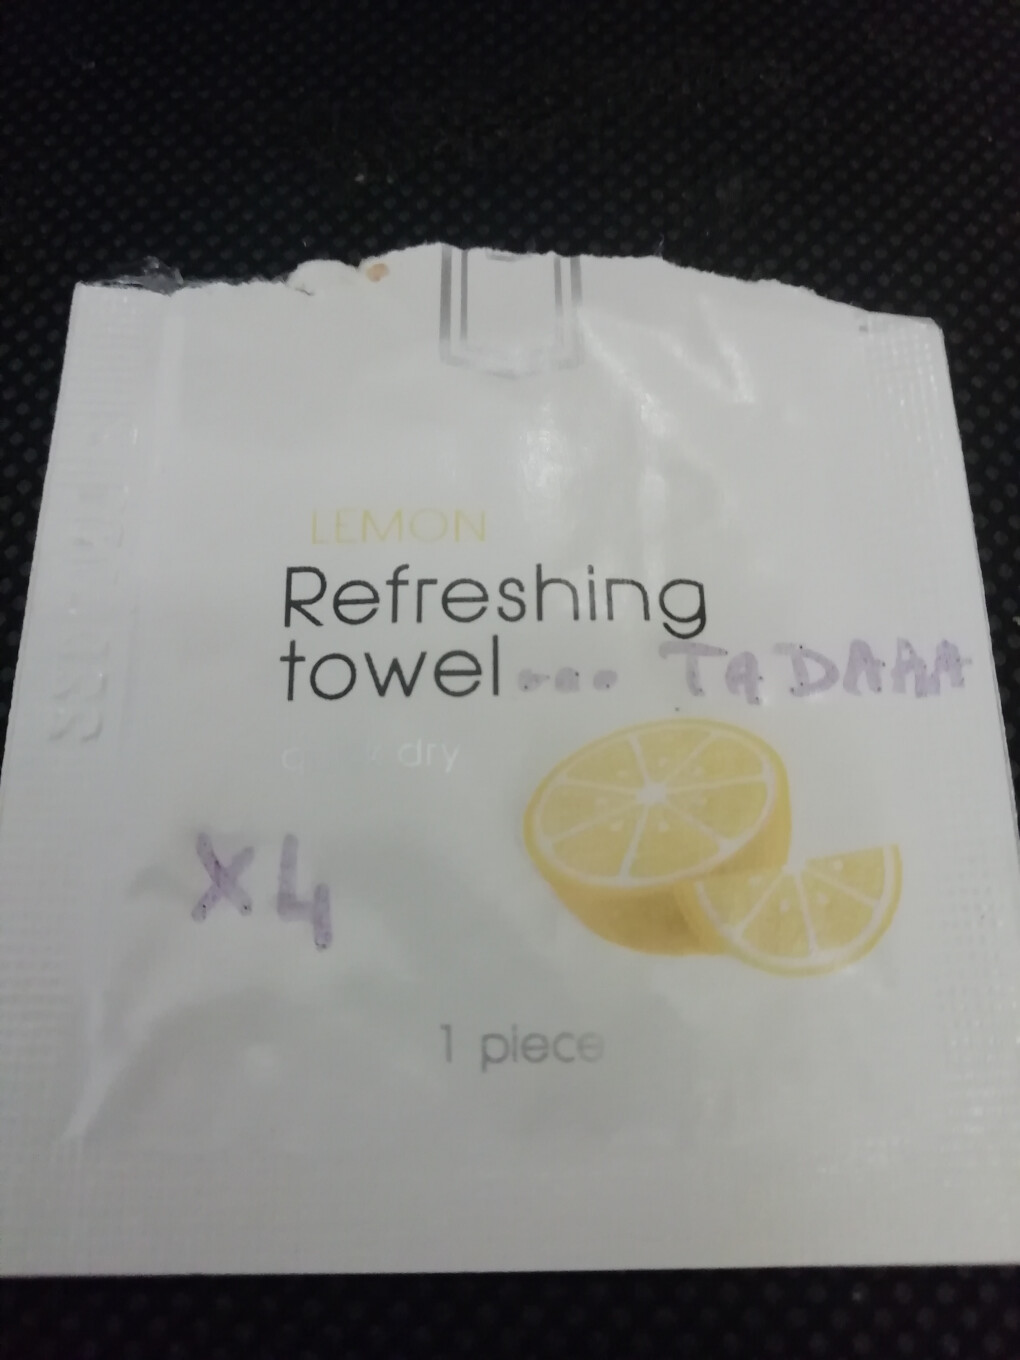 LEMON
Refreshing
towel... TADAAA
dry
X4
1 piece